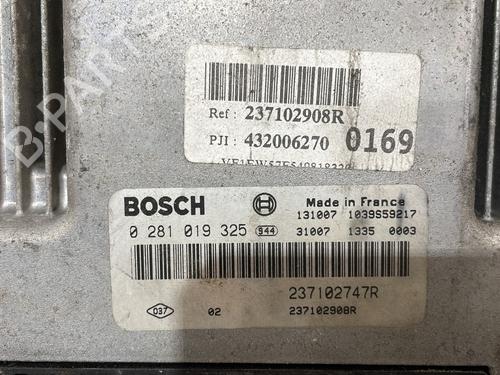 Ref : 237102908R
PJI : 432006270 0169
BOSCH Made in France
131007 1039S59217
0 281 019 325 944 31007 1335 0003
237102747R
037 02 237102908R
B-PARTS